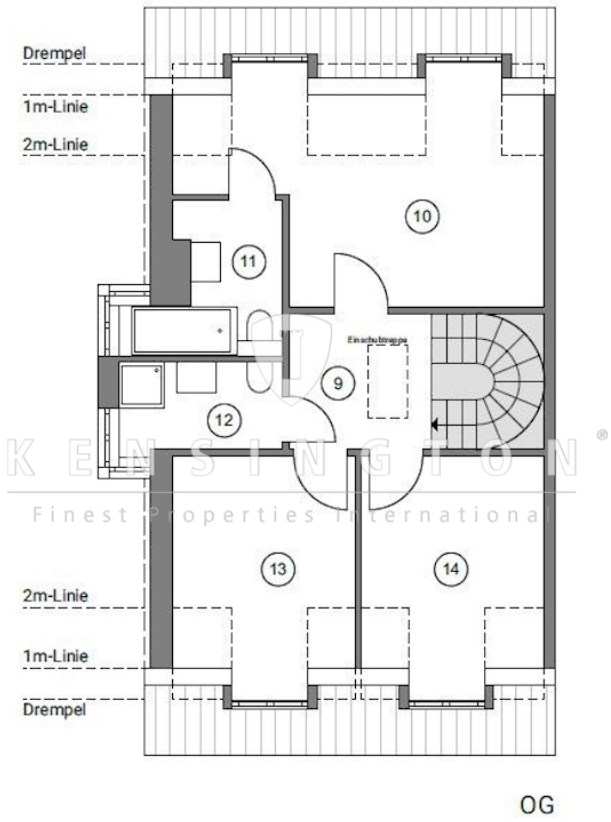 Drempel
1m-Linie
2m-Linie
10
11
Einschubtreppe
9
12
KENSINGTON®
Finest Properties International
13
14
2m-Linie
1m-Linie
Drempel
OG